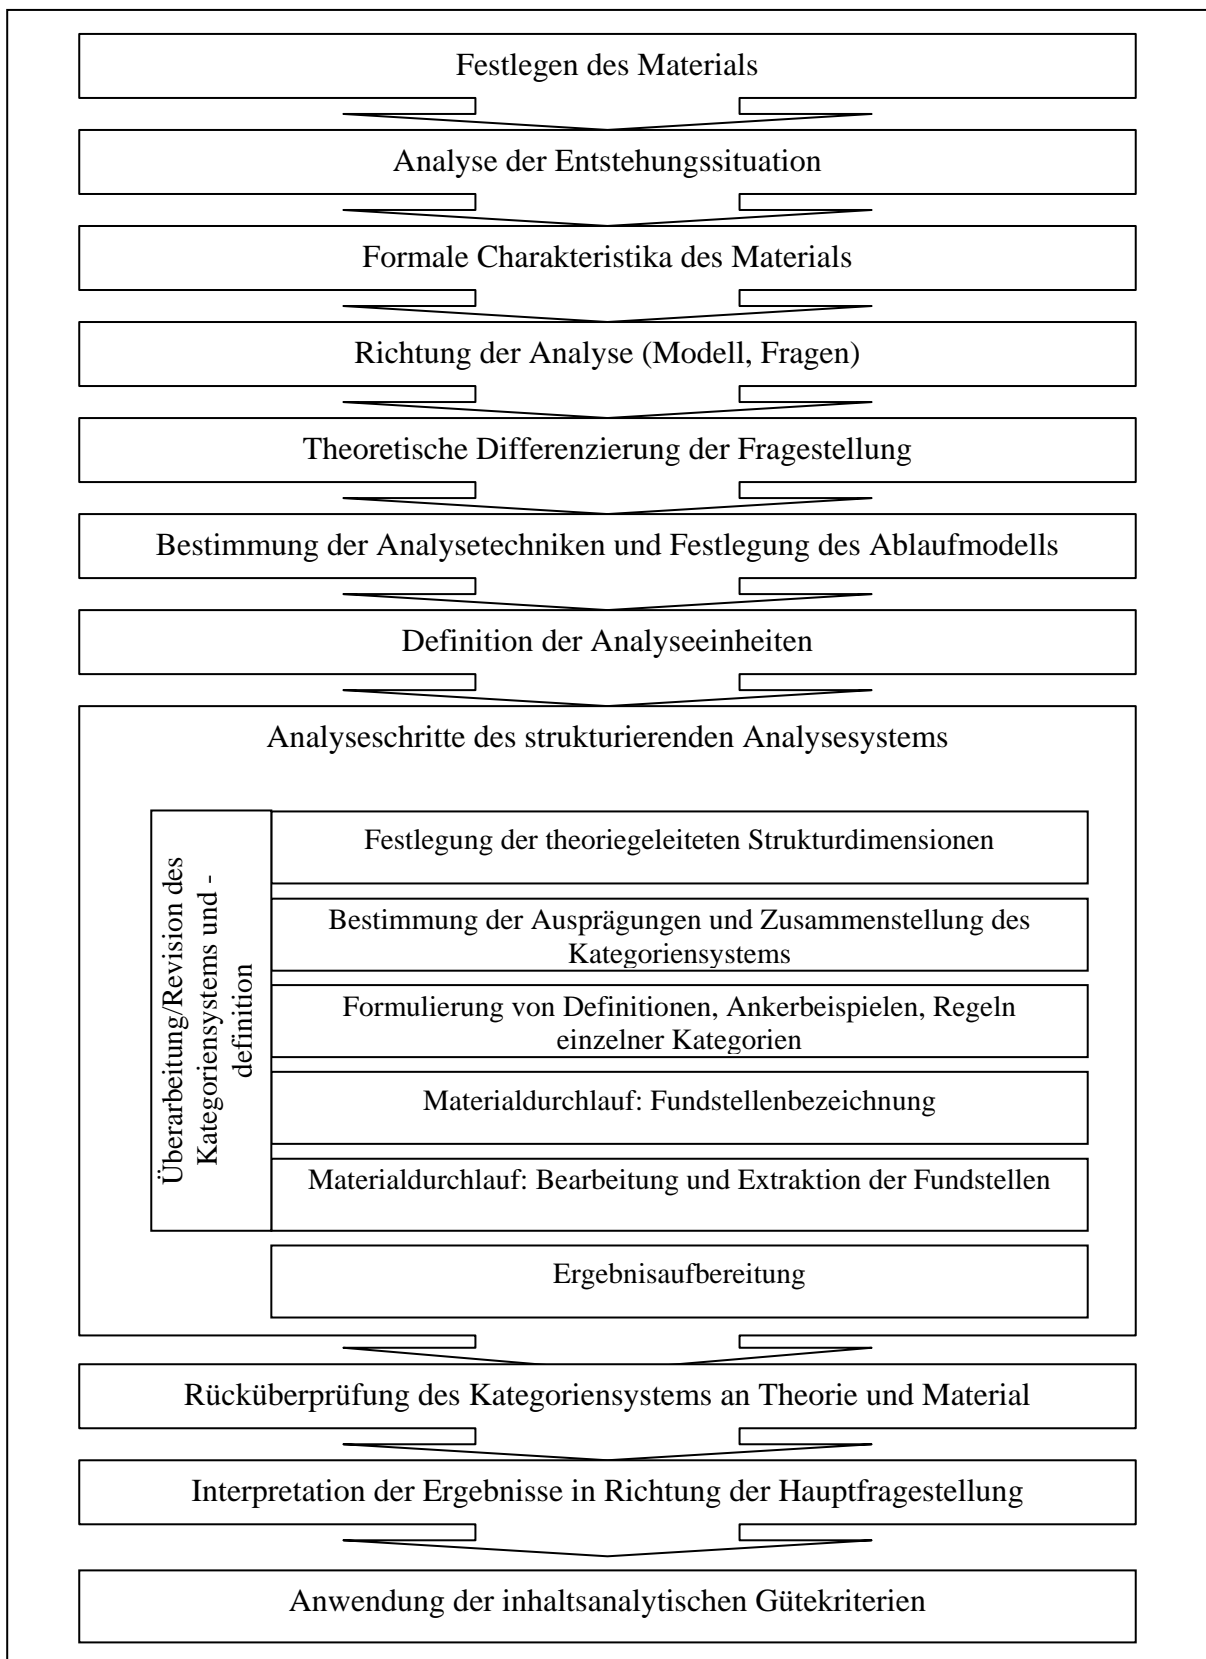 Festlegen des Materials
Analyse der Entstehungssituation
Formale Charakteristika des Materials
Richtung der Analyse (Modell, Fragen)
Theoretische Differenzierung der Fragestellung
Bestimmung der Analysetechniken und Festlegung des Ablaufmodells
Definition der Analyseeinheiten
Analyseschritte des strukturierenden Analysesystems
Überarbeitung/Revision des
Kategoriensystems und -
definition
Festlegung der theoriegeleiteten Strukturdimensionen
Bestimmung der Ausprägungen und Zusammenstellung des
Kategoriensystems
Formulierung von Definitionen, Ankerbeispielen, Regeln
einzelner Kategorien
Materialdurchlauf: Fundstellenbezeichnung
Materialdurchlauf: Bearbeitung und Extraktion der Fundstellen
Ergebnisaufbereitung
Rücküberprüfung des Kategoriensystems an Theorie und Material
Interpretation der Ergebnisse in Richtung der Hauptfragestellung
Anwendung der inhaltsanalytischen Gütekriterien